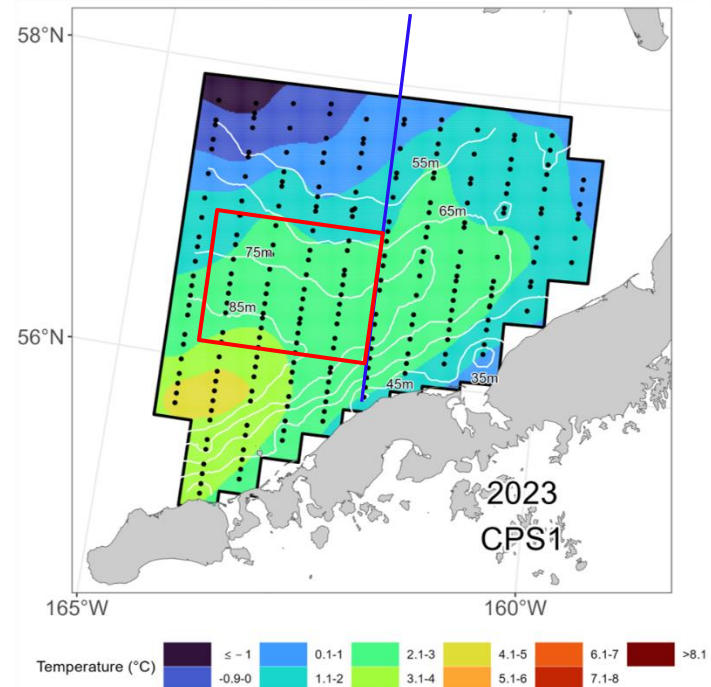 58°N
55m
65m
75m
85m
56°N
45m
35m
2023
CPS1
165°W
160°W
Temperature (°C)
≤ − 1
0.1-1
2.1-3
4.1-5
6.1-7
>8.1
-0.9-0
1.1-2
3.1-4
5.1-6
7.1-8